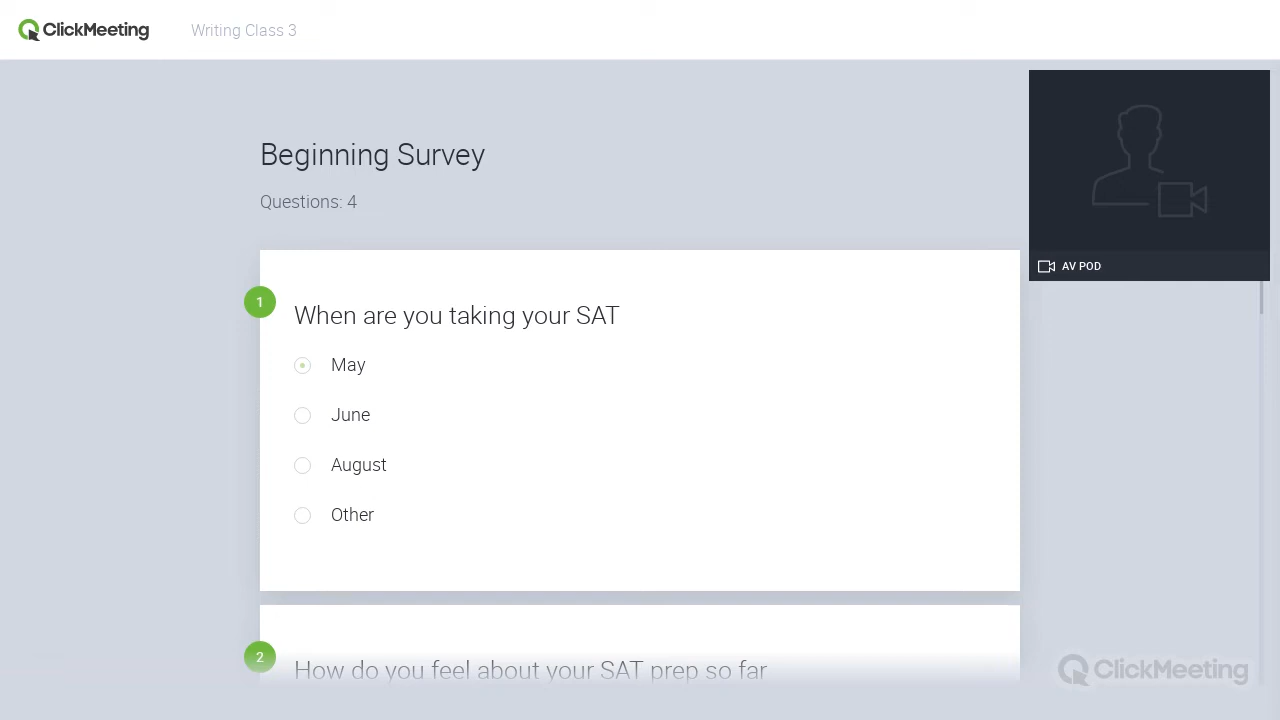 ClickMeeting
Writing Class 3
Beginning Survey
Questions: 4
AV POD
1
When are you taking your SAT
May
June
August
Other
2
How do you feel about your SAT prep so far
ClickMeeting